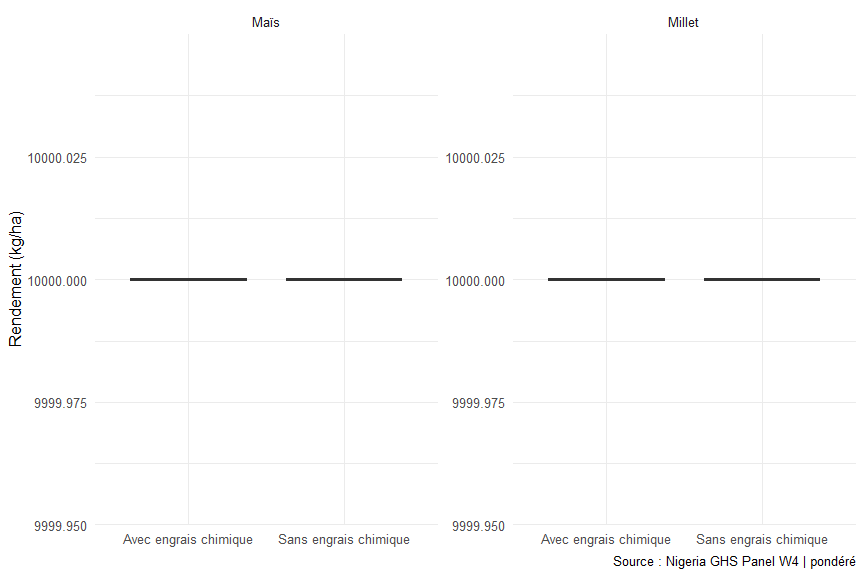 Maïs
Millet
Rendement (kg/ha)
10000.025
10000.000
9999.975
9999.950
10000.025
10000.000
9999.975
9999.950
Avec engrais chimique
Sans engrais chimique
Avec engrais chimique
Sans engrais chimique
Source : Nigeria GHS Panel W4 | pondéré